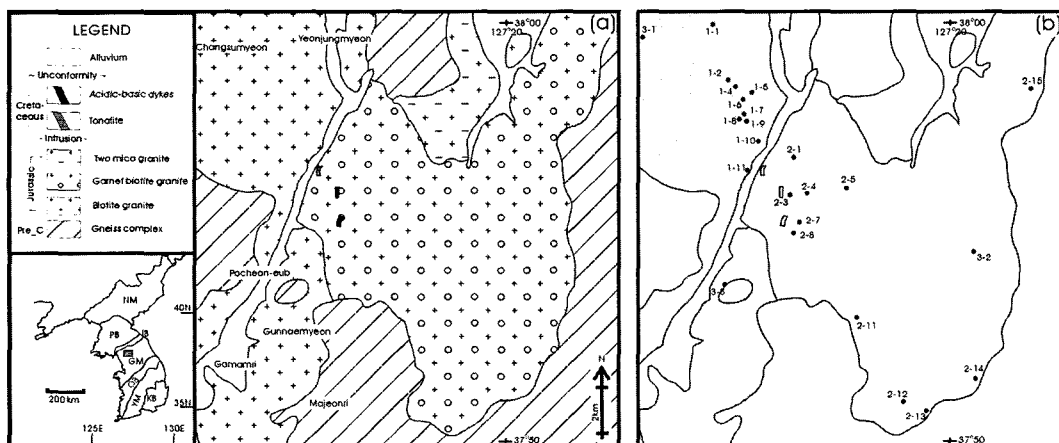 LEGEND
Alluvium
~ Unconformity ~
Acidic-basic dykes
Creta-
ceous
Tonalite
Intrusion
Two mica granite
Jurassic
Garnet biotite granite
Biotite granite
Pre_C
Gneiss complex
NM
40N
PB
IB
GM
YM
KB
200 km
35N
125E
130E
(a)
38°00
127°20
Yeonjungmyeon
Changsumyeon
Pocheon-eub
Gunnaemyeon
Gamamri
Majeonri
N
2km
37°50
(b)
38°00
127°20
3-1
1-1
2-15
1-2
1-4
1-5
1-6
1-7
1-8
1-9
1-10
2-1
1-11
2-5
2-4
2-3
2-7
2-8
3-2
3-3
2-11
2-14
2-12
2-13
37°50